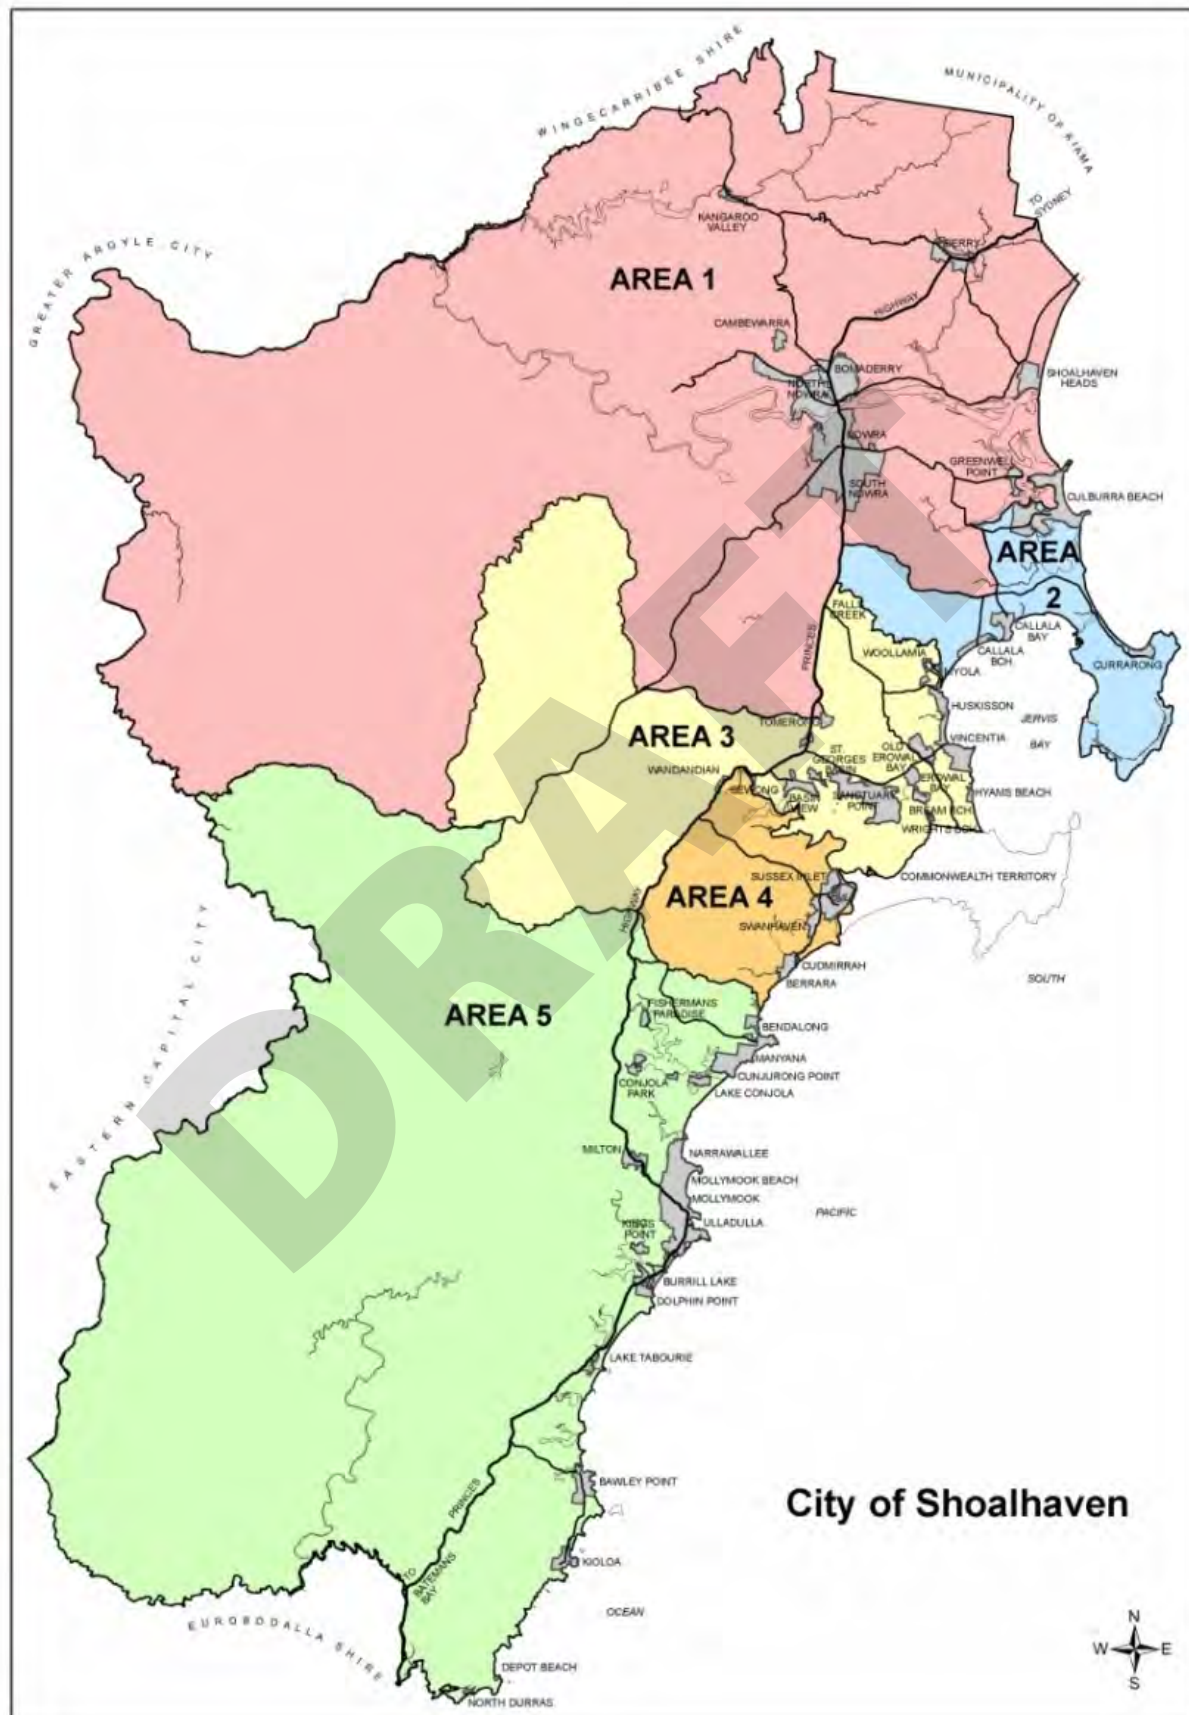 WINGECARRIBEE SHIRE
MUNICIPALITY OF KIAMA
GREATER ARGYLE CITY
TO
SYDNEY
KANGAROO
VALLEY
BERRY
AREA 1
HIGHWAY
CAMBEWARRA
BOMADERRY
NORTH
NOWRA
SHOALHAVEN
HEADS
NOWRA
GREENWELL
POINT
SOUTH
NOWRA
CULBURRA BEACH
AREA
2
FALLS
CREEK
PRINCES
CALLALA
BAY
CALLALA
BCH
WOOLLAMIA
MYOLA
CURRARONG
HUSKISSON
JERVIS
BAY
TOMERONG
VINCENTIA
AREA 3
ST.
GEORGES
BASIN
OLD
EROWAL
BAY
WANDANDIAN
BEWONG
BASIN
VIEW
SANCTUARY
POINT
EROWAL
BAY
HYAMS BEACH
BREAM BCH
WRIGHTS BCH
SUSSEX INLET
COMMONWEALTH TERRITORY
AREA 4
HIGHWAY
SWANHAVEN
CUDMIRRAH
BERRARA
SOUTH
EASTERN CAPITAL CITY
AREA 5
FISHERMANS
PARADISE
BENDALONG
MANYANA
CUNJURONG POINT
CONJOLA
PARK
LAKE CONJOLA
MILTON
NARRAWALLEE
MOLLYMOOK BEACH
MOLLYMOOK
PACIFIC
KINGS
POINT
ULLADULLA
BURRILL LAKE
DOLPHIN POINT
LAKE TABOURIE
BAWLEY POINT
PRINCES
City of Shoalhaven
KIOLOA
TO
BATEMANS
BAY
OCEAN
EUROBODALLA SHIRE
DEPOT BEACH
NORTH DURRAS
N
W E
S
DRAFT